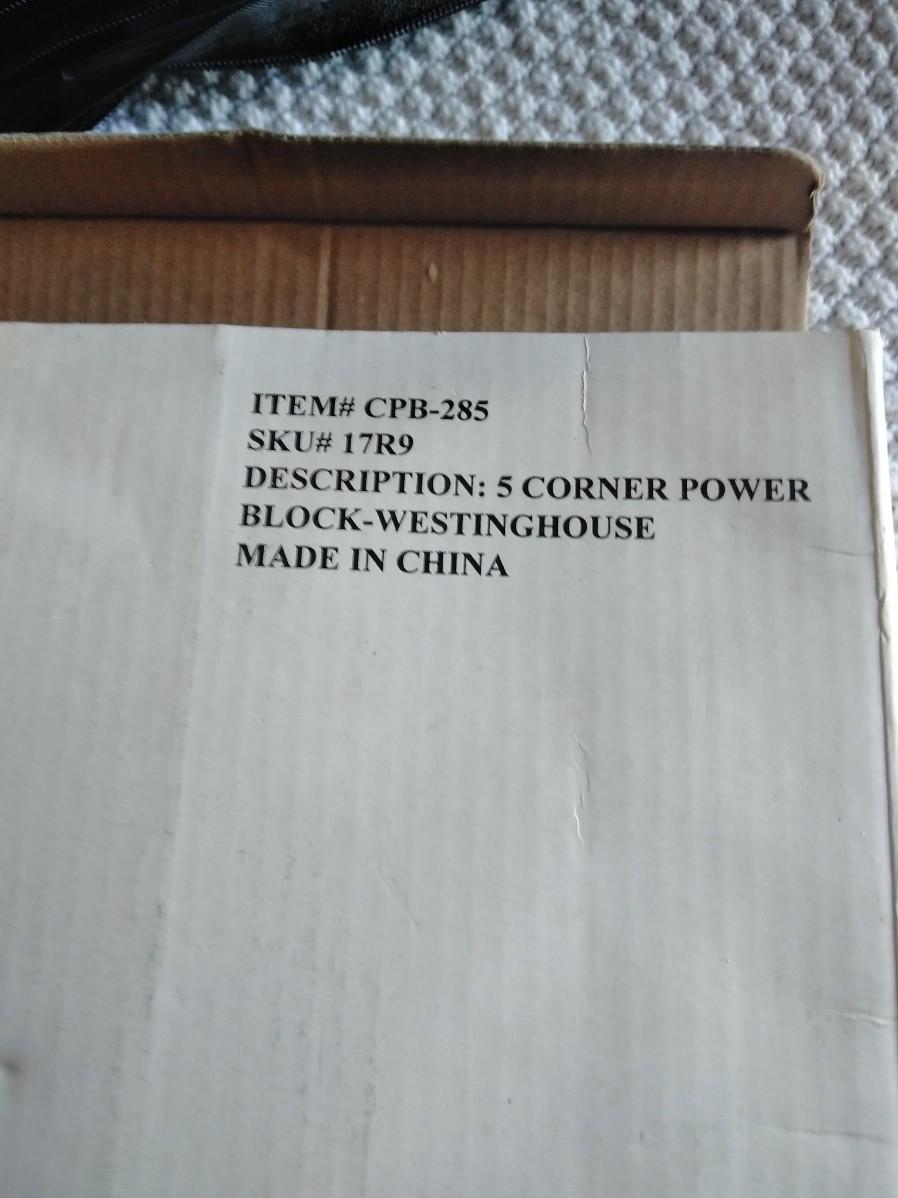 ITEM# CPB-285
SKU# 17R9
DESCRIPTION: 5 CORNER POWER
BLOCK-WESTINGHOUSE
MADE IN CHINA